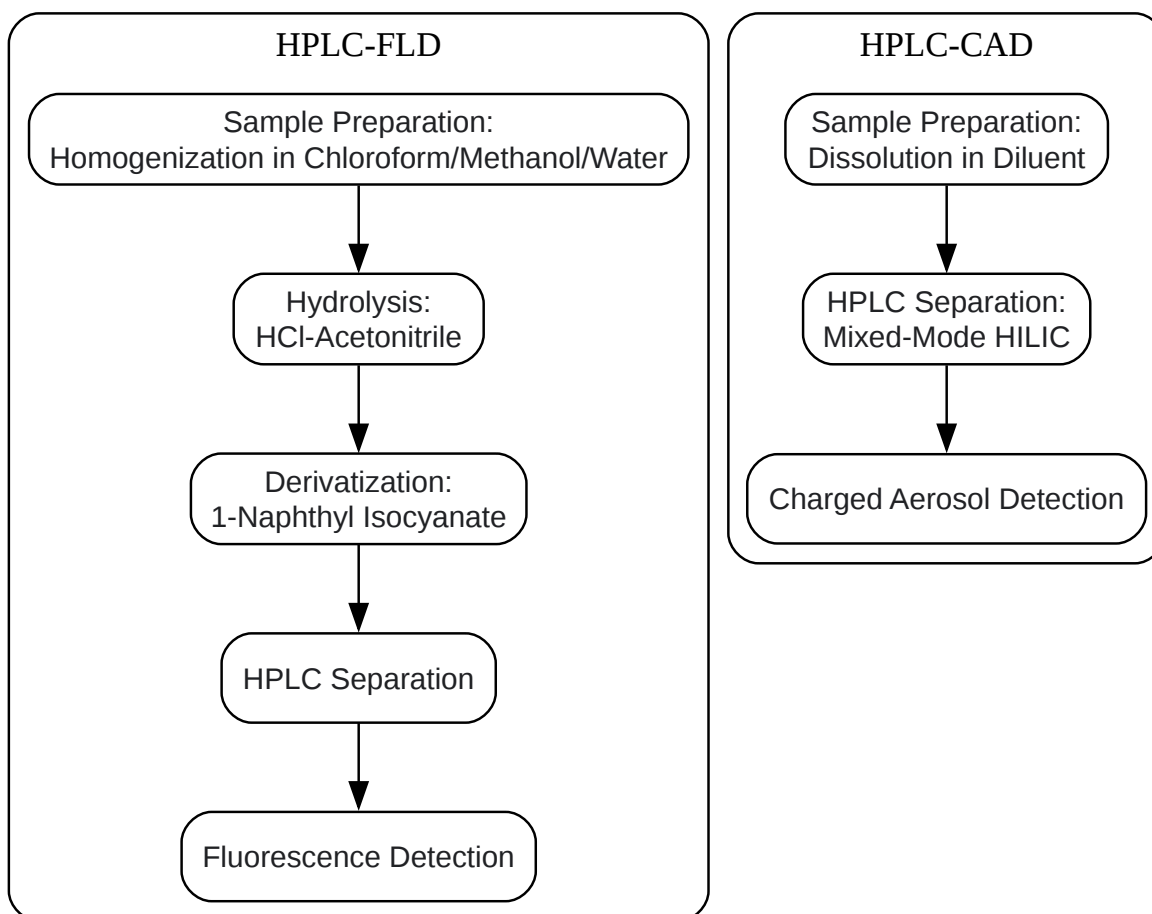 HPLC-FLD
Sample Preparation:
Homogenization in Chloroform/Methanol/Water
Hydrolysis:
HCl-Acetonitrile
Derivatization:
1-Naphthyl Isocyanate
HPLC Separation
Fluorescence Detection
HPLC-CAD
Sample Preparation:
Dissolution in Diluent
HPLC Separation:
Mixed-Mode HILIC
Charged Aerosol Detection